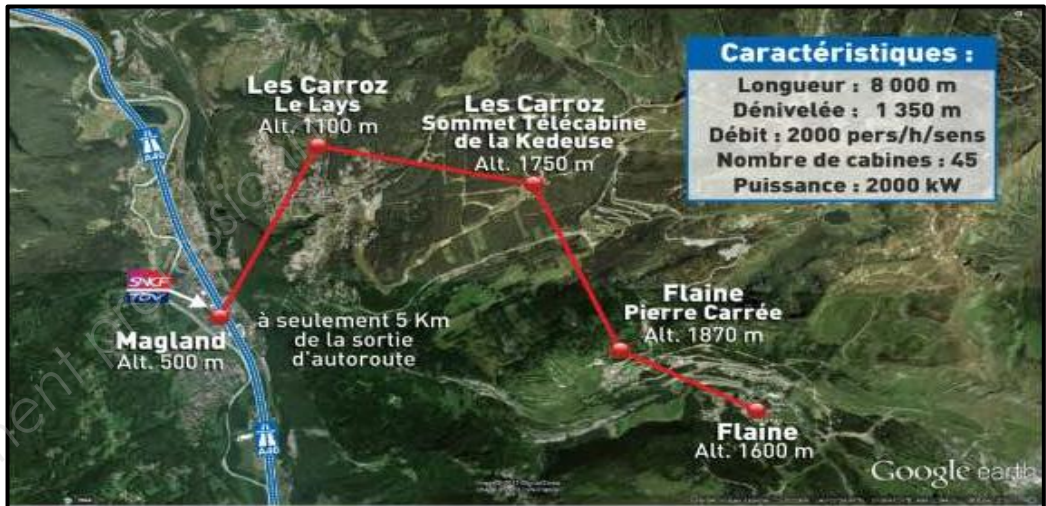 Les Carroz
Le Lays
Alt. 1100 m
Les Carroz
Sommet Télécabine
de la Kedeuse
Alt. 1750 m
Caractéristiques :
Longueur : 8 000 m
Dénivelée : 1 350 m
Débit : 2000 pers/h/sens
Nombre de cabines : 45
Puissance : 2000 kW
A40
SNCF
TGV
Magland
Alt. 500 m
à seulement 5 Km
de la sortie
d'autoroute
Flaine
Pierre Carrée
Alt. 1870 m
A40
Flaine
Alt. 1600 m
Google earth